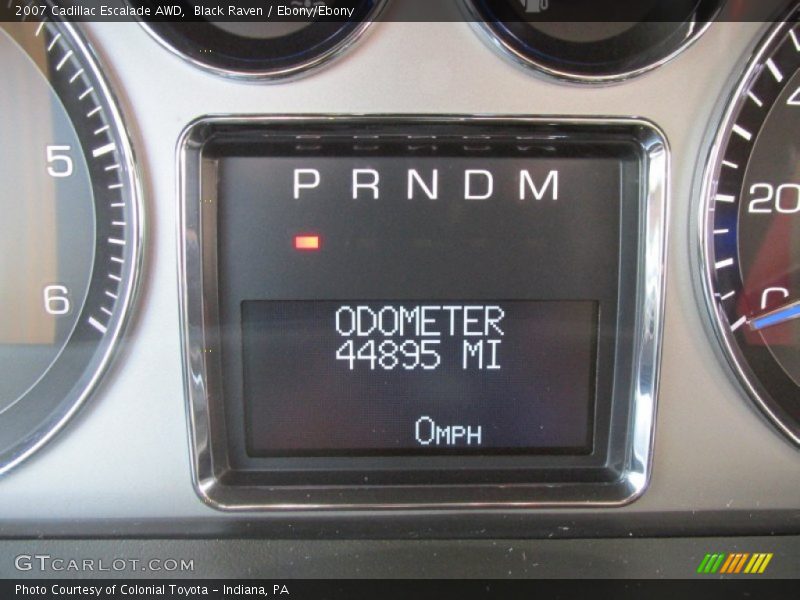 2007 Cadillac Escalade AWD, Black Raven / Ebony/Ebony
P R N D M
5
20
6
ODOMETER
44895 MI
0MPH
GTCARLOT.COM
Photo Courtesy of Colonial Toyota - Indiana, PA